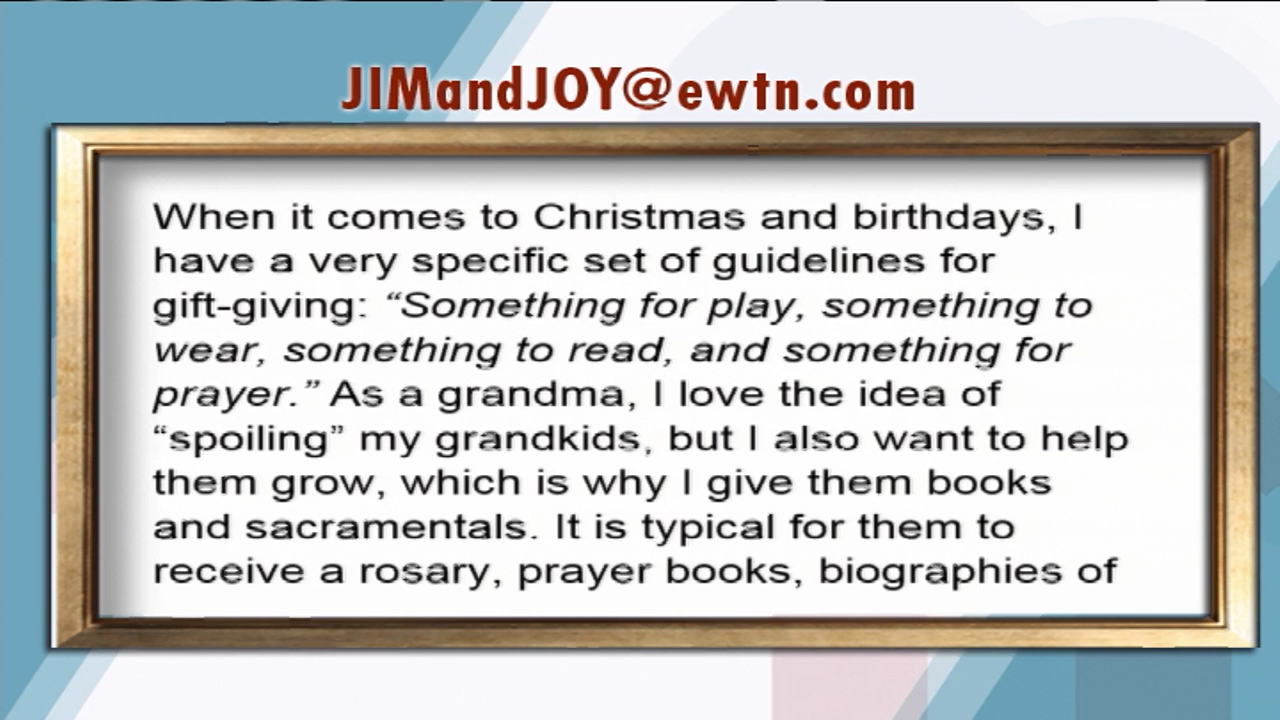 JIMandJOY@ewtn.com
When it comes to Christmas and birthdays, I
have a very specific set of guidelines for
gift-giving: “Something for play, something to
wear, something to read, and something for
prayer.” As a grandma, I love the idea of
“spoiling” my grandkids, but I also want to help
them grow, which is why I give them books
and sacramentals. It is typical for them to
receive a rosary, prayer books, biographies of